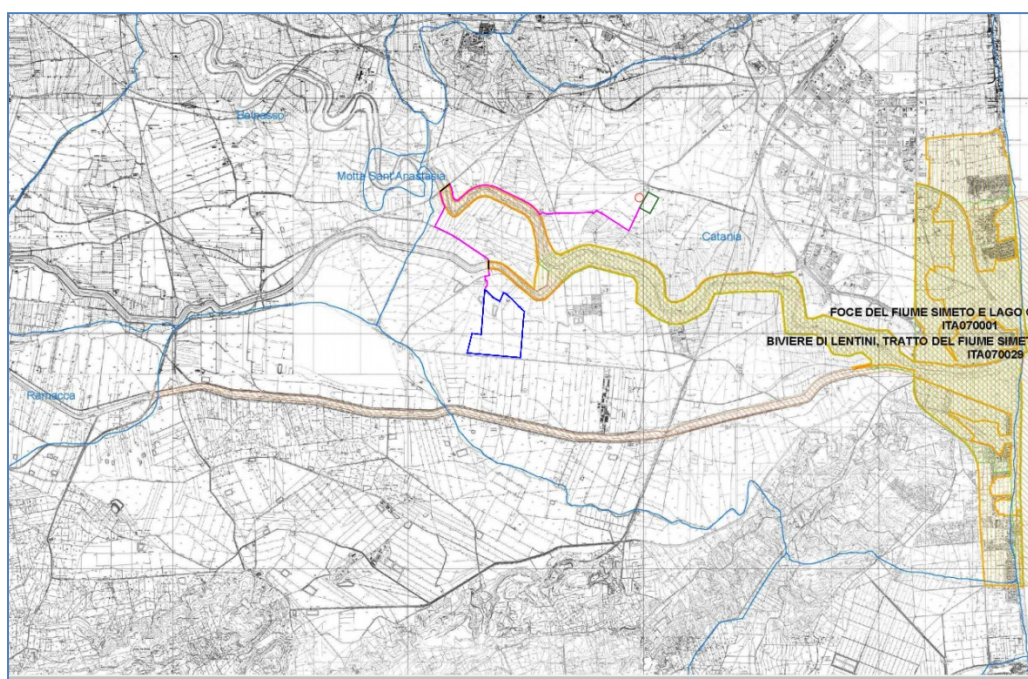 Belpasso
Motta Sant'Anastasia
Catania
FOCE DEL FIUME SIMETO E LAGO
ITA070001
BIVIERE DI LENTINI, TRATTO DEL FIUME SIME
ITA070029
Ramacca